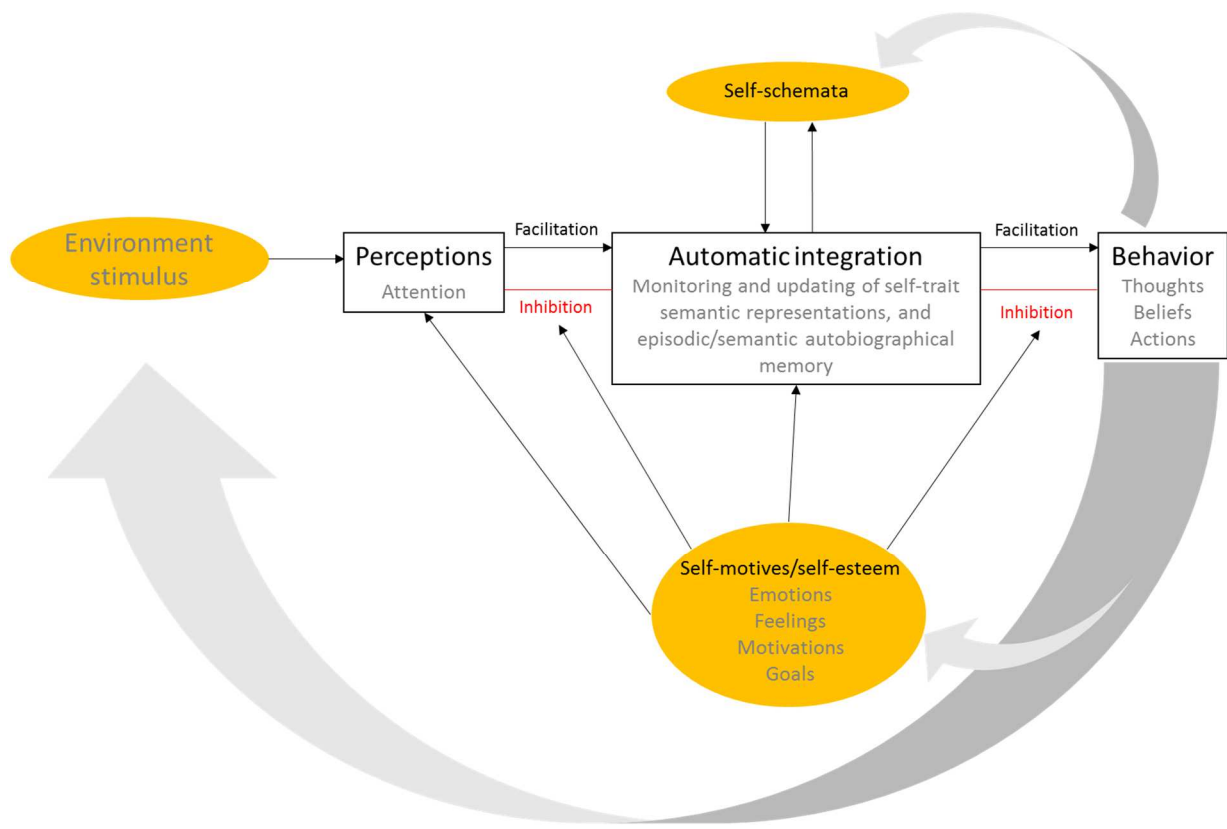 Self-schemata
Environment
stimulus
Perceptions
Attention
Facilitation
Inhibition
Automatic integration
Monitoring and updating of self-trait
semantic representations, and
episodic/semantic autobiographical
memory
Facilitation
Inhibition
Behavior
Thoughts
Beliefs
Actions
Self-motives/self-esteem
Emotions
Feelings
Motivations
Goals